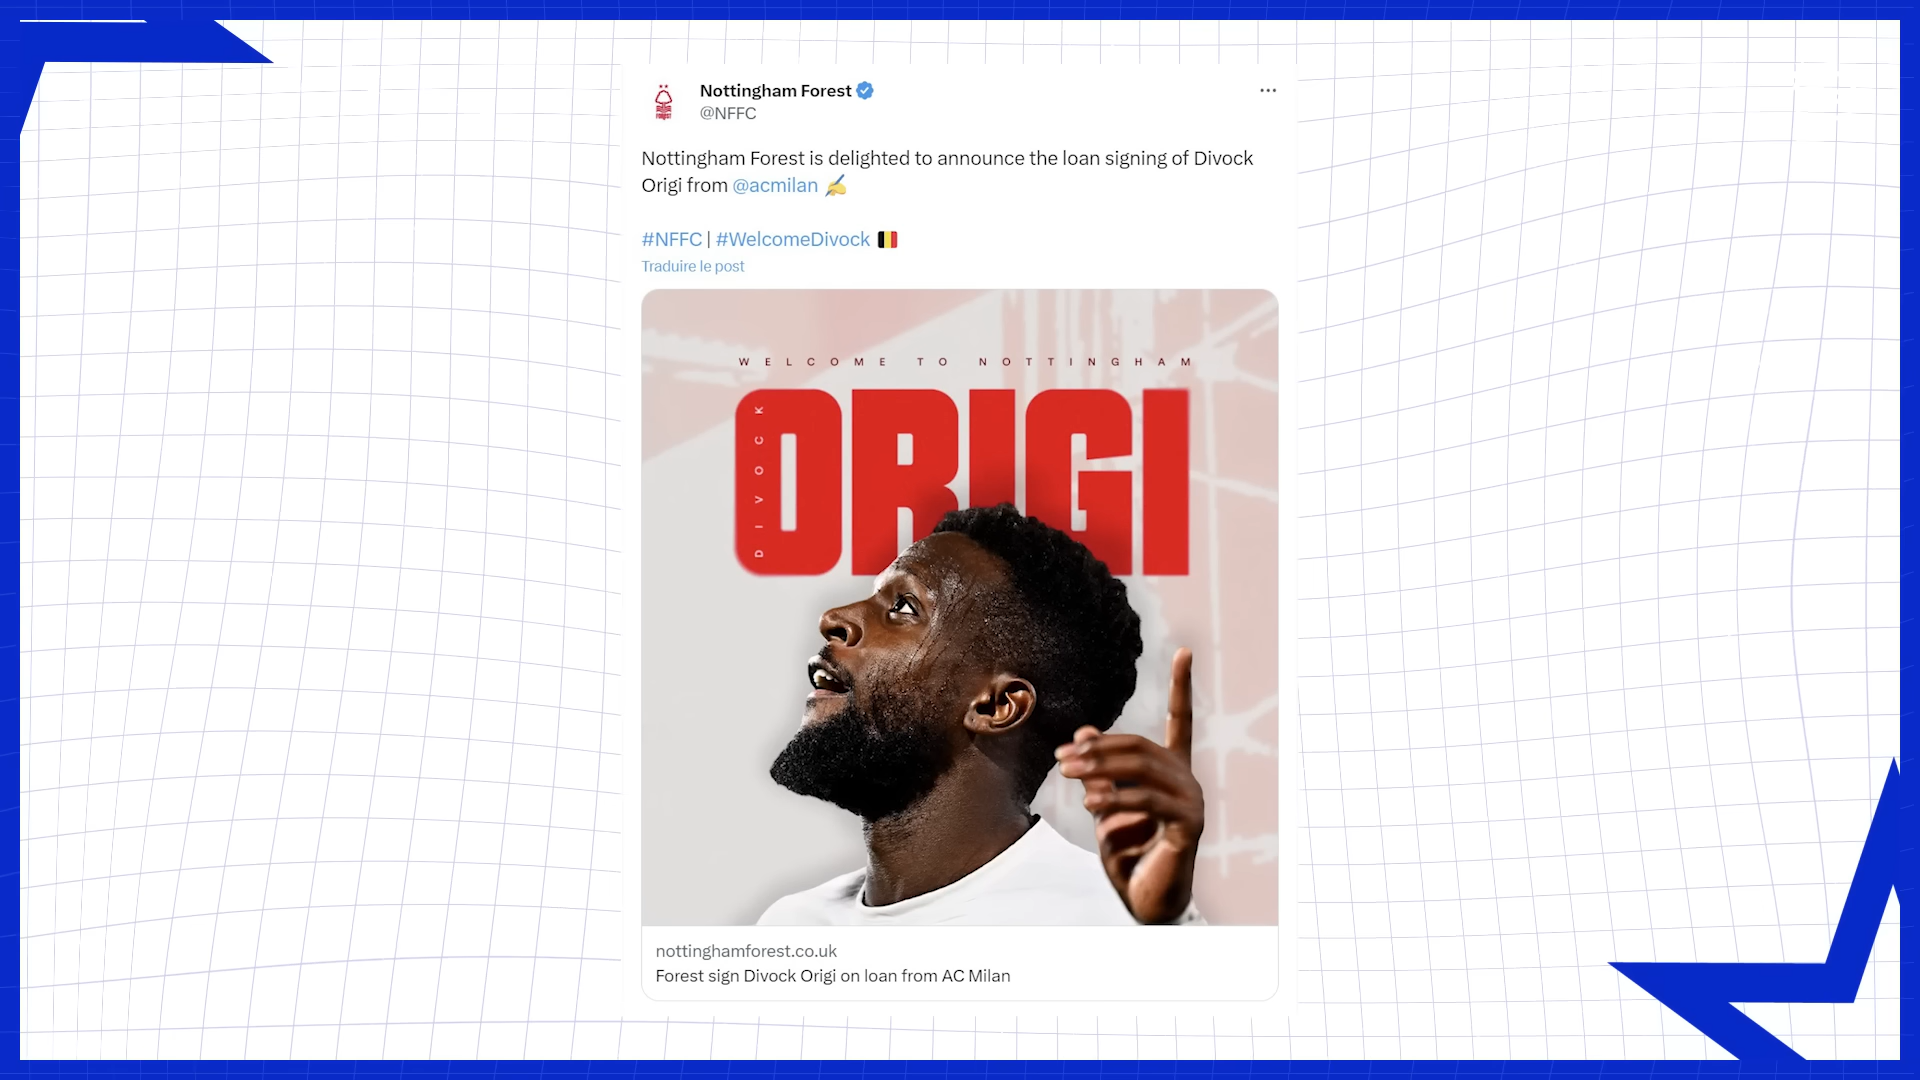 Nottingham Forest
@NFFC
Nottingham Forest is delighted to announce the loan signing of Divock
Origi from @acmilan ✍️
#NFFC | #WelcomeDivock 🇧🇪
Traduire le post
WELCOME TO NOTTINGHAM
ORIGI
DIVOCK
nottinghamforest.co.uk
Forest sign Divock Origi on loan from AC Milan